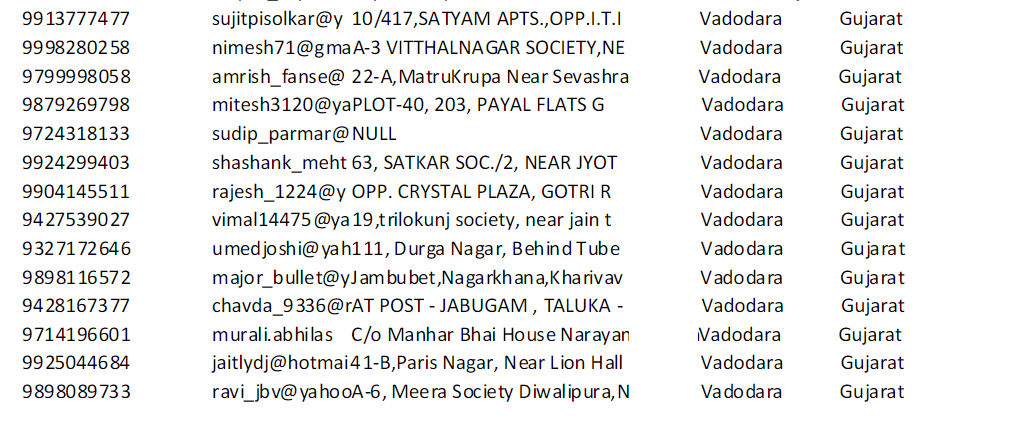 9913777477 sujitpisolkar@y 10/417,SATYAM APTS.,OPP.I.T.I Vadodara Gujarat
9998280258 nimesh71@gma A-3 VITTHALNAGAR SOCIETY,NE Vadodara Gujarat
9799998058 amrish_fanse@ 22-A,MatruKrupa Near Sevashra Vadodara Gujarat
9879269798 mitesh3120@ya PLOT-40, 203, PAYAL FLATS G Vadodara Gujarat
9724318133 sudip_parmar@ NULL Vadodara Gujarat
9924299403 shashank_meht 63, SATKAR SOC./2, NEAR JYOT Vadodara Gujarat
9904145511 rajesh_1224@y OPP. CRYSTAL PLAZA, GOTRI R Vadodara Gujarat
9427539027 vimal14475@ya 19,trilokunj society, near jain t Vadodara Gujarat
9327172646 umedjoshi@yah 111, Durga Nagar, Behind Tube Vadodara Gujarat
9898116572 major_bullet@y Jambubet,Nagarkhana,Kharivav Vadodara Gujarat
9428167377 chavda_9336@r AT POST - JABUGAM , TALUKA - Vadodara Gujarat
9714196601 murali.abhilas C/o Manhar Bhai House Narayan Vadodara Gujarat
9925044684 jaitlydj@hotmai 41-B,Paris Nagar, Near Lion Hall Vadodara Gujarat
9898089733 ravi_jbv@yahoo A-6, Meera Society Diwalipura,N Vadodara Gujarat